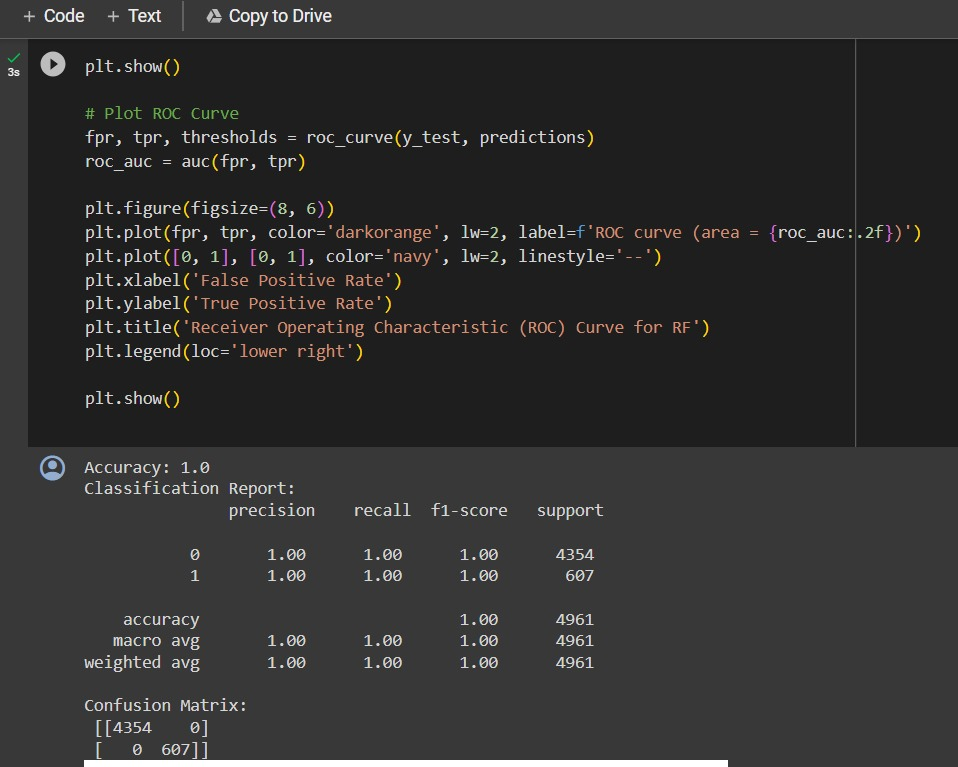 + Code + Text Copy to Drive
3s
plt.show()
# Plot ROC Curve
fpr, tpr, thresholds = roc_curve(y_test, predictions)
roc_auc = auc(fpr, tpr)
plt.figure(figsize=(8, 6))
plt.plot(fpr, tpr, color='darkorange', lw=2, label=f'ROC curve (area = {roc_auc:.2f})')
plt.plot([0, 1], [0, 1], color='navy', lw=2, linestyle='--')
plt.xlabel('False Positive Rate')
plt.ylabel('True Positive Rate')
plt.title('Receiver Operating Characteristic (ROC) Curve for RF')
plt.legend(loc='lower right')
plt.show()
Accuracy: 1.0
Classification Report:
precision recall f1-score support
0 1.00 1.00 1.00 4354
1 1.00 1.00 1.00 607
accuracy 1.00 4961
macro avg 1.00 1.00 1.00 4961
weighted avg 1.00 1.00 1.00 4961
Confusion Matrix:
[[4354 0]
[ 0 607]]